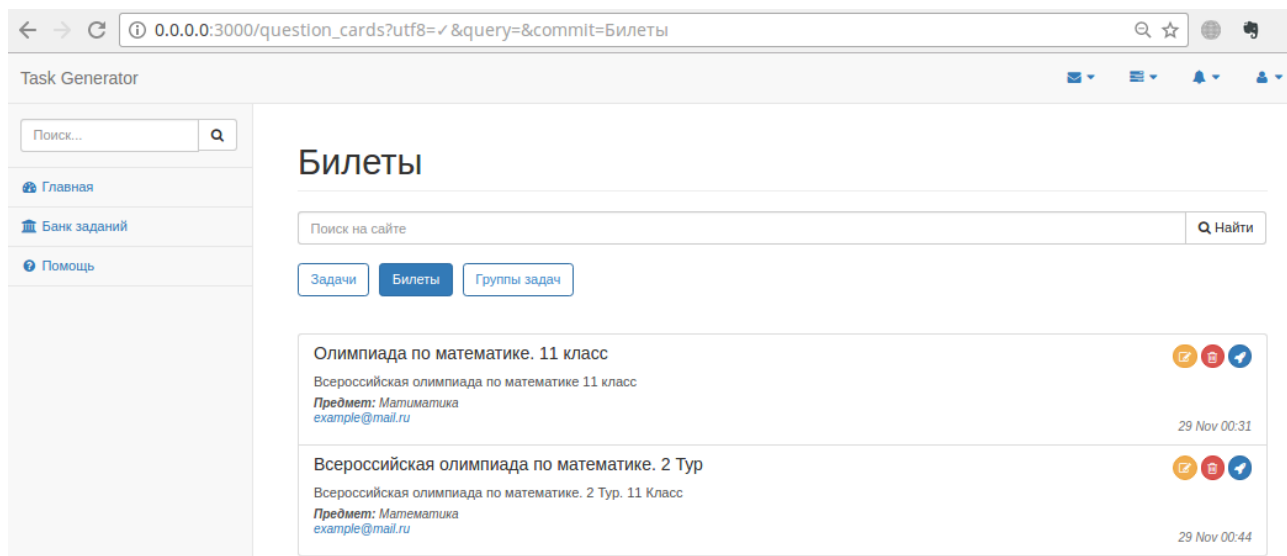 0.0.0.0:3000/question_cards?utf8=✓&query=&commit=Билеты
Task Generator
Поиск...
Главная
Банк заданий
Помощь
Билеты
Поиск на сайте
Найти
Задачи
Билеты
Группы задач
Олимпиада по математике. 11 класс
Всероссийская олимпиада по математике 11 класс
Предмет: Матиматика
example@mail.ru
29 Nov 00:31
Всероссийская олимпиада по математике. 2 Тур
Всероссийская олимпиада по математике. 2 Тур. 11 Класс
Предмет: Математика
example@mail.ru
29 Nov 00:44